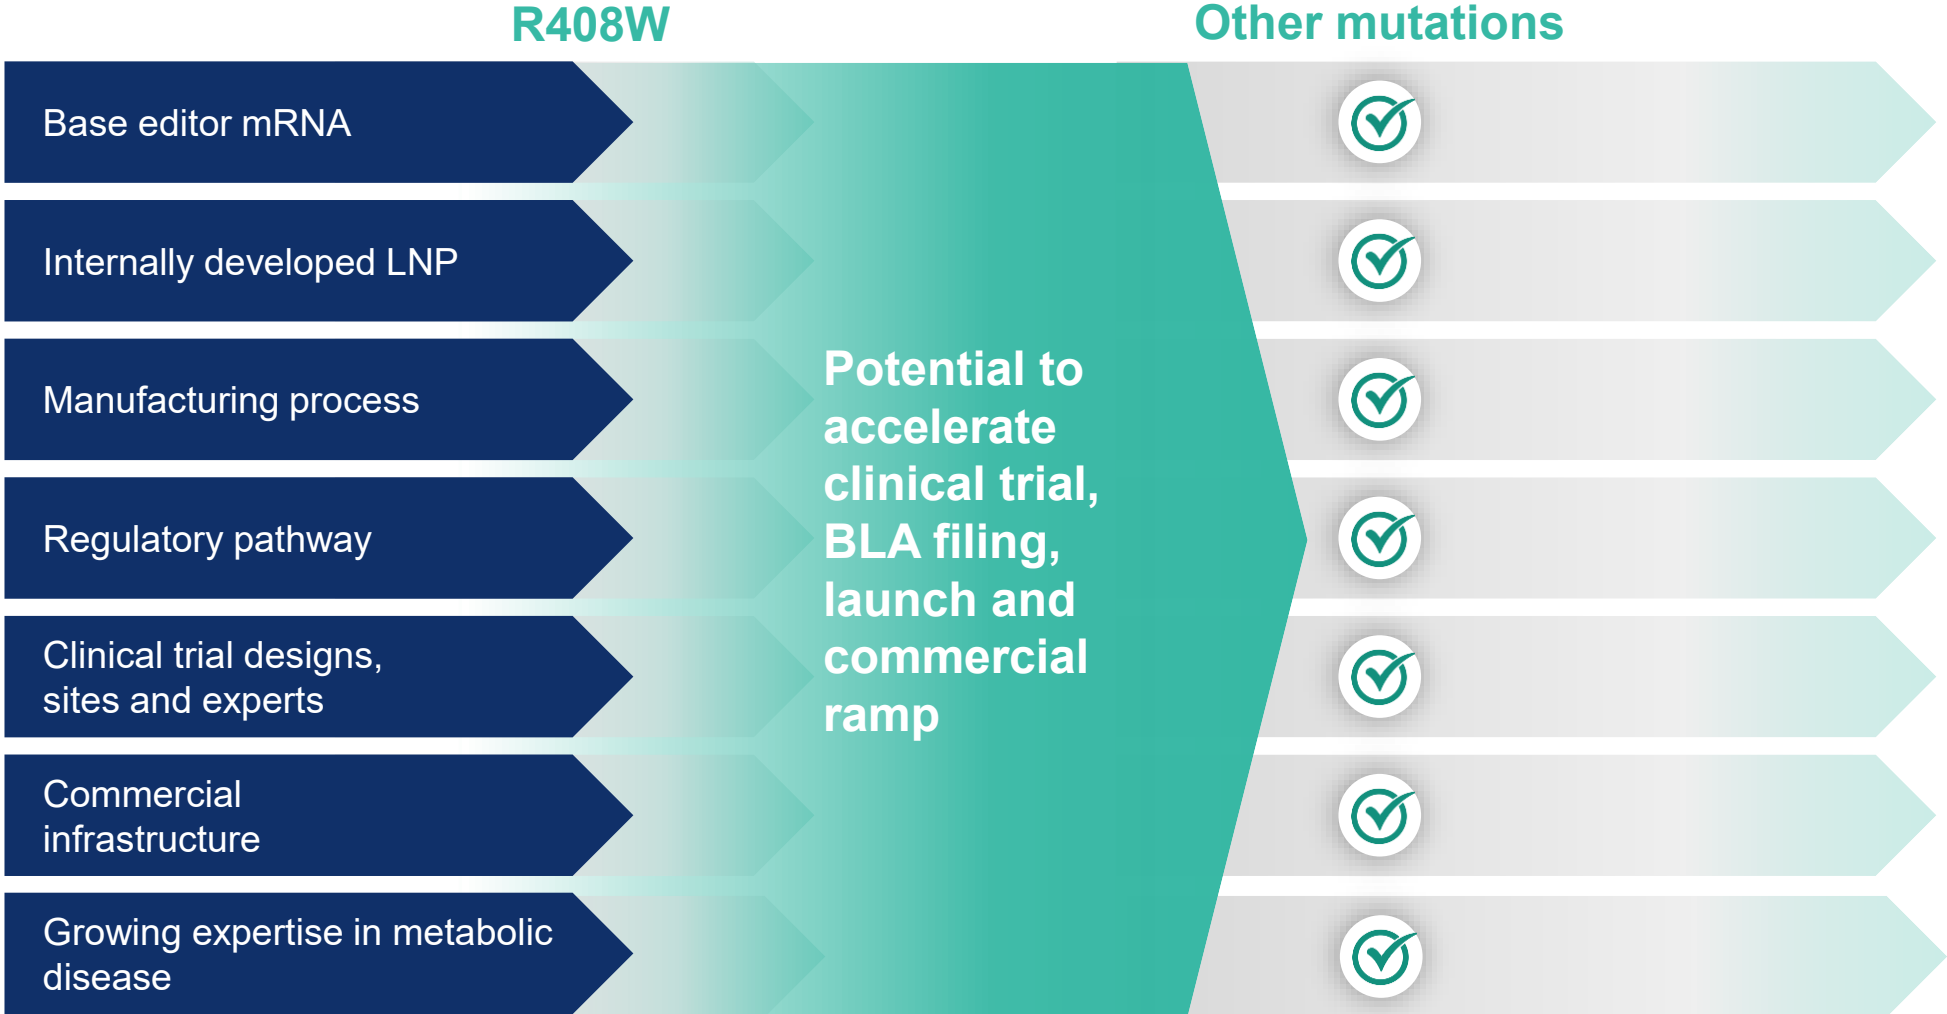 R408W
Other mutations
Base editor mRNA
Internally developed LNP
Manufacturing process
Regulatory pathway
Clinical trial designs,
sites and experts
Commercial
infrastructure
Growing expertise in metabolic
disease
Potential to
accelerate
clinical trial,
BLA filing,
launch and
commercial
ramp